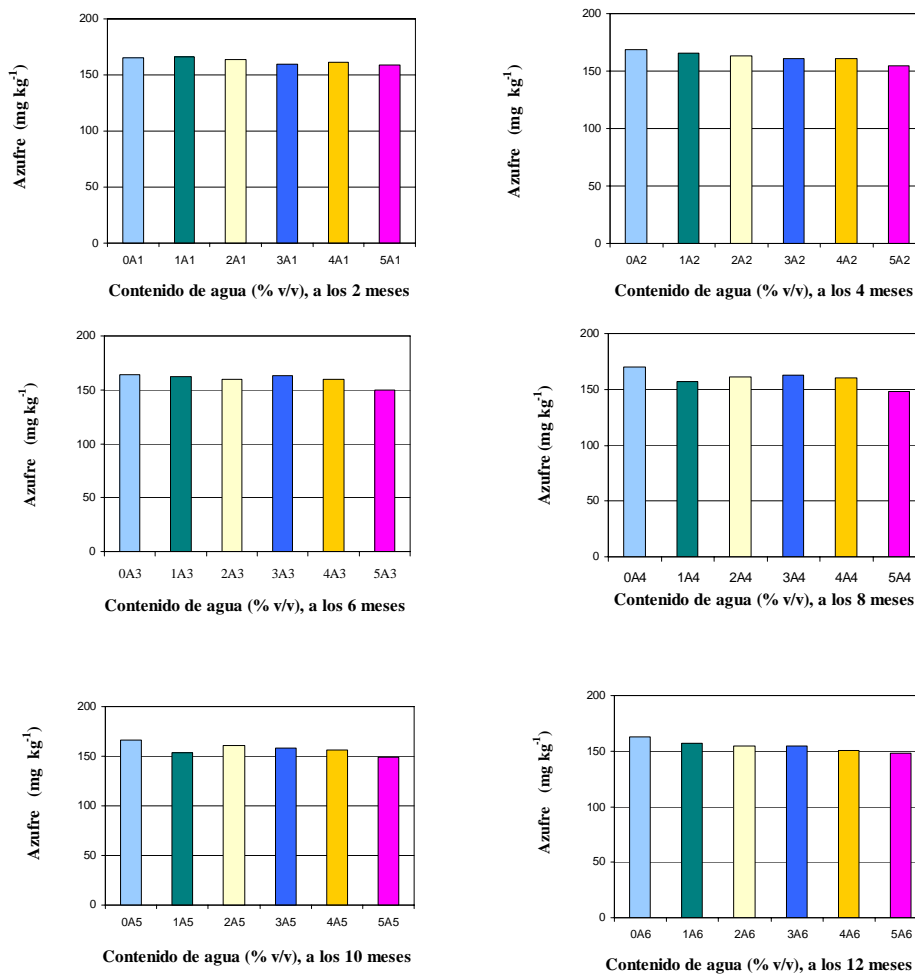 200
150
100
50
0
Azufre (mg kg-1)
0A1 1A1 2A1 3A1 4A1 5A1
Contenido de agua (% v/v), a los 2 meses
200
150
100
50
0
Azufre (mg kg-1)
0A2 1A2 2A2 3A2 4A2 5A2
Contenido de agua (% v/v), a los 4 meses
200
150
100
50
0
Azufre (mg kg-1)
0A3 1A3 2A3 3A3 4A3 5A3
Contenido de agua (% v/v), a los 6 meses
200
150
100
50
0
Azufre (mg kg-1)
0A4 1A4 2A4 3A4 4A4 5A4
Contenido de agua (% v/v), a los 8 meses
200
150
100
50
0
Azufre (mg kg-1)
0A5 1A5 2A5 3A5 4A5 5A5
Contenido de agua (% v/v), a los 10 meses
200
150
100
50
0
Azufre (mg kg-1)
0A6 1A6 2A6 3A6 4A6 5A6
Contenido de agua (% v/v), a los 12 meses